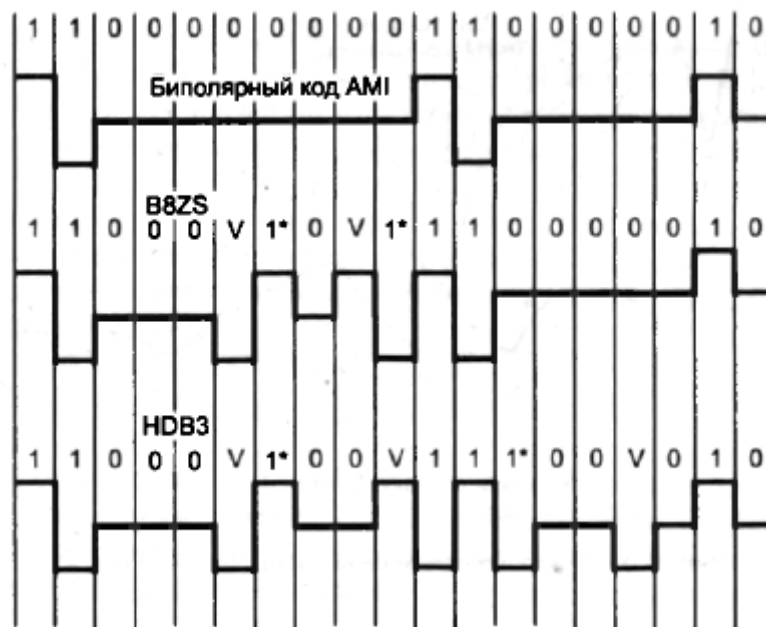 1 1 0 0 0 0 0 0 0 0 1 1 0 0 0 0 0 1 0
Биполярный код AMI
B8ZS
1 1 0 0 0 V 1* 0 V 1* 1 1 0 0 0 0 0 1 0
HDB3
1 1 0 0 0 V 1* 0 0 V 1 1 1* 0 0 V 0 1 0